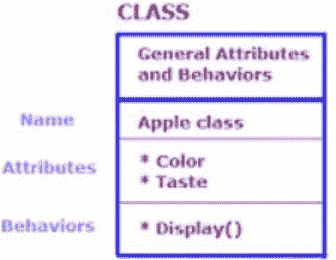 CLASS
General Attributes
and Behaviors
Name
Apple class
Attributes
* Color
* Taste
Behaviors
* Display()